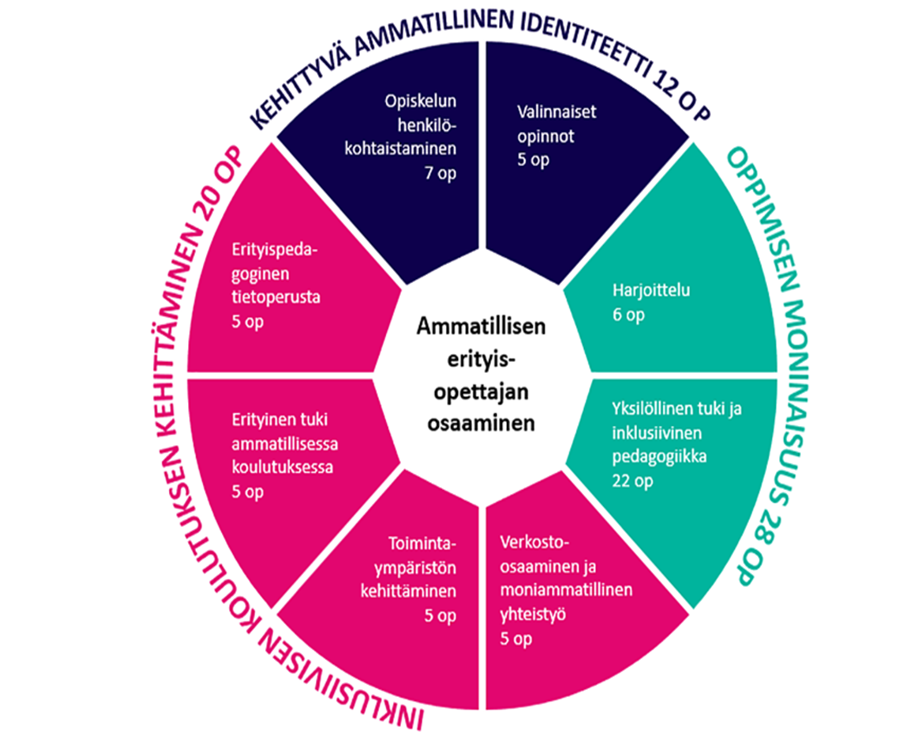 KEHITTYVÄ AMMATILLINEN IDENTITEETTI 12 O P
Opiskelun
henkilö-
kohtaistaminen
7 op
Valinnaiset
opinnot
5 op
OPPIMISEN MONINAISUUS 28 OP
Harjoittelu
6 op
Yksilöllinen tuki ja
inklusiivinen
pedagogiikka
22 op
INKLUSIIVISEN KOULUTUKSEN KEHITTÄMINEN 20 OP
Verkosto-
osaaminen ja
moniammatillinen
yhteistyö
5 op
Toiminta-
ympäristön
kehittäminen
5 op
Erityinen tuki
ammatillisessa
koulutuksessa
5 op
Erityispeda-
goginen
tietoperusta
5 op
Ammatillisen
erityis-
opettajan
osaaminen